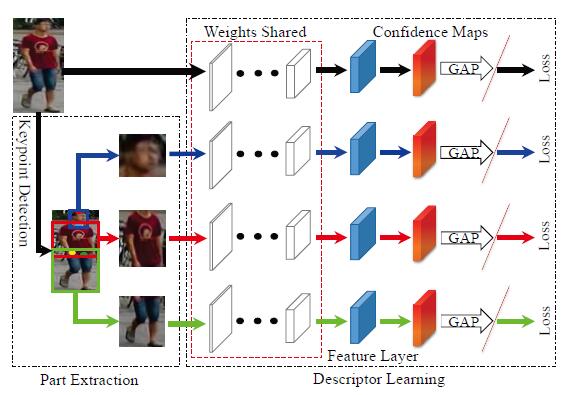 Weights Shared
Confidence Maps
GAP
Loss
Keypoint Detection
GAP
Loss
GAP
Loss
GAP
Loss
Feature Layer
Part Extraction
Descriptor Learning